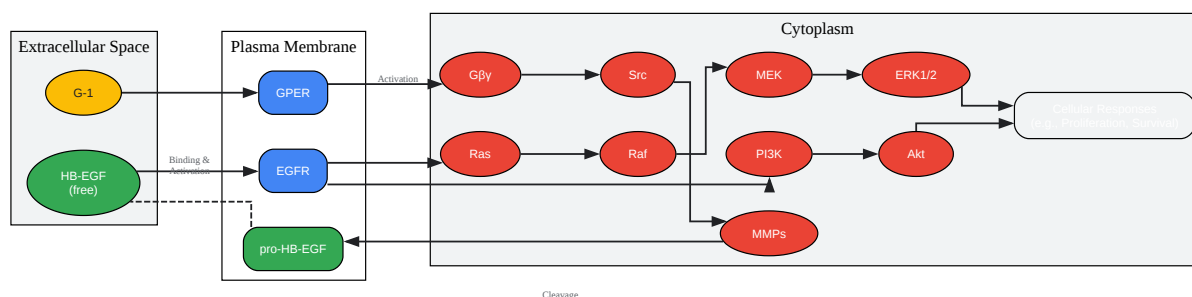 Cytoplasm
Extracellular Space
Plasma Membrane
G-1
GPER
Activation
Gβγ
Src
MEK
ERK1/2
Cellular Responses
(e.g., Proliferation, Survival)
HB-EGF
(free)
Binding &
Activation
EGFR
Ras
Raf
PI3K
Akt
pro-HB-EGF
MMPs
Cleavage